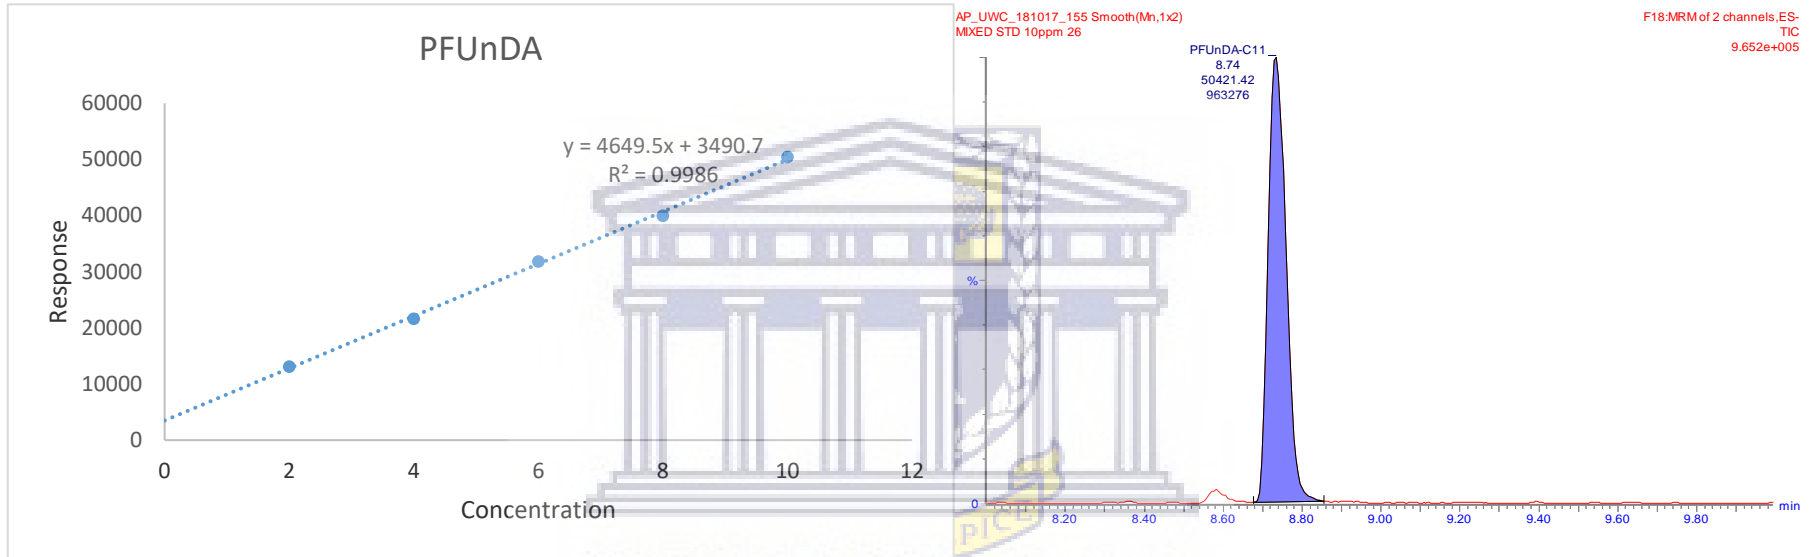 PFUnDA
60000
50000
40000
30000
20000
10000
0
Response
y = 4649.5x + 3490.7
R² = 0.9986
0 2 4 6 8 10 12
Concentration
AP_UWC_181017_155 Smooth(Mn,1x2)
MIXED STD 10ppm 26
F18:MRM of 2 channels,ES-
TIC
9.652e+005
PFUnDA-C11
8.74
50421.42
963276
%
0
8.20 8.40 8.60 8.80 9.00 9.20 9.40 9.60 9.80 min
PICE